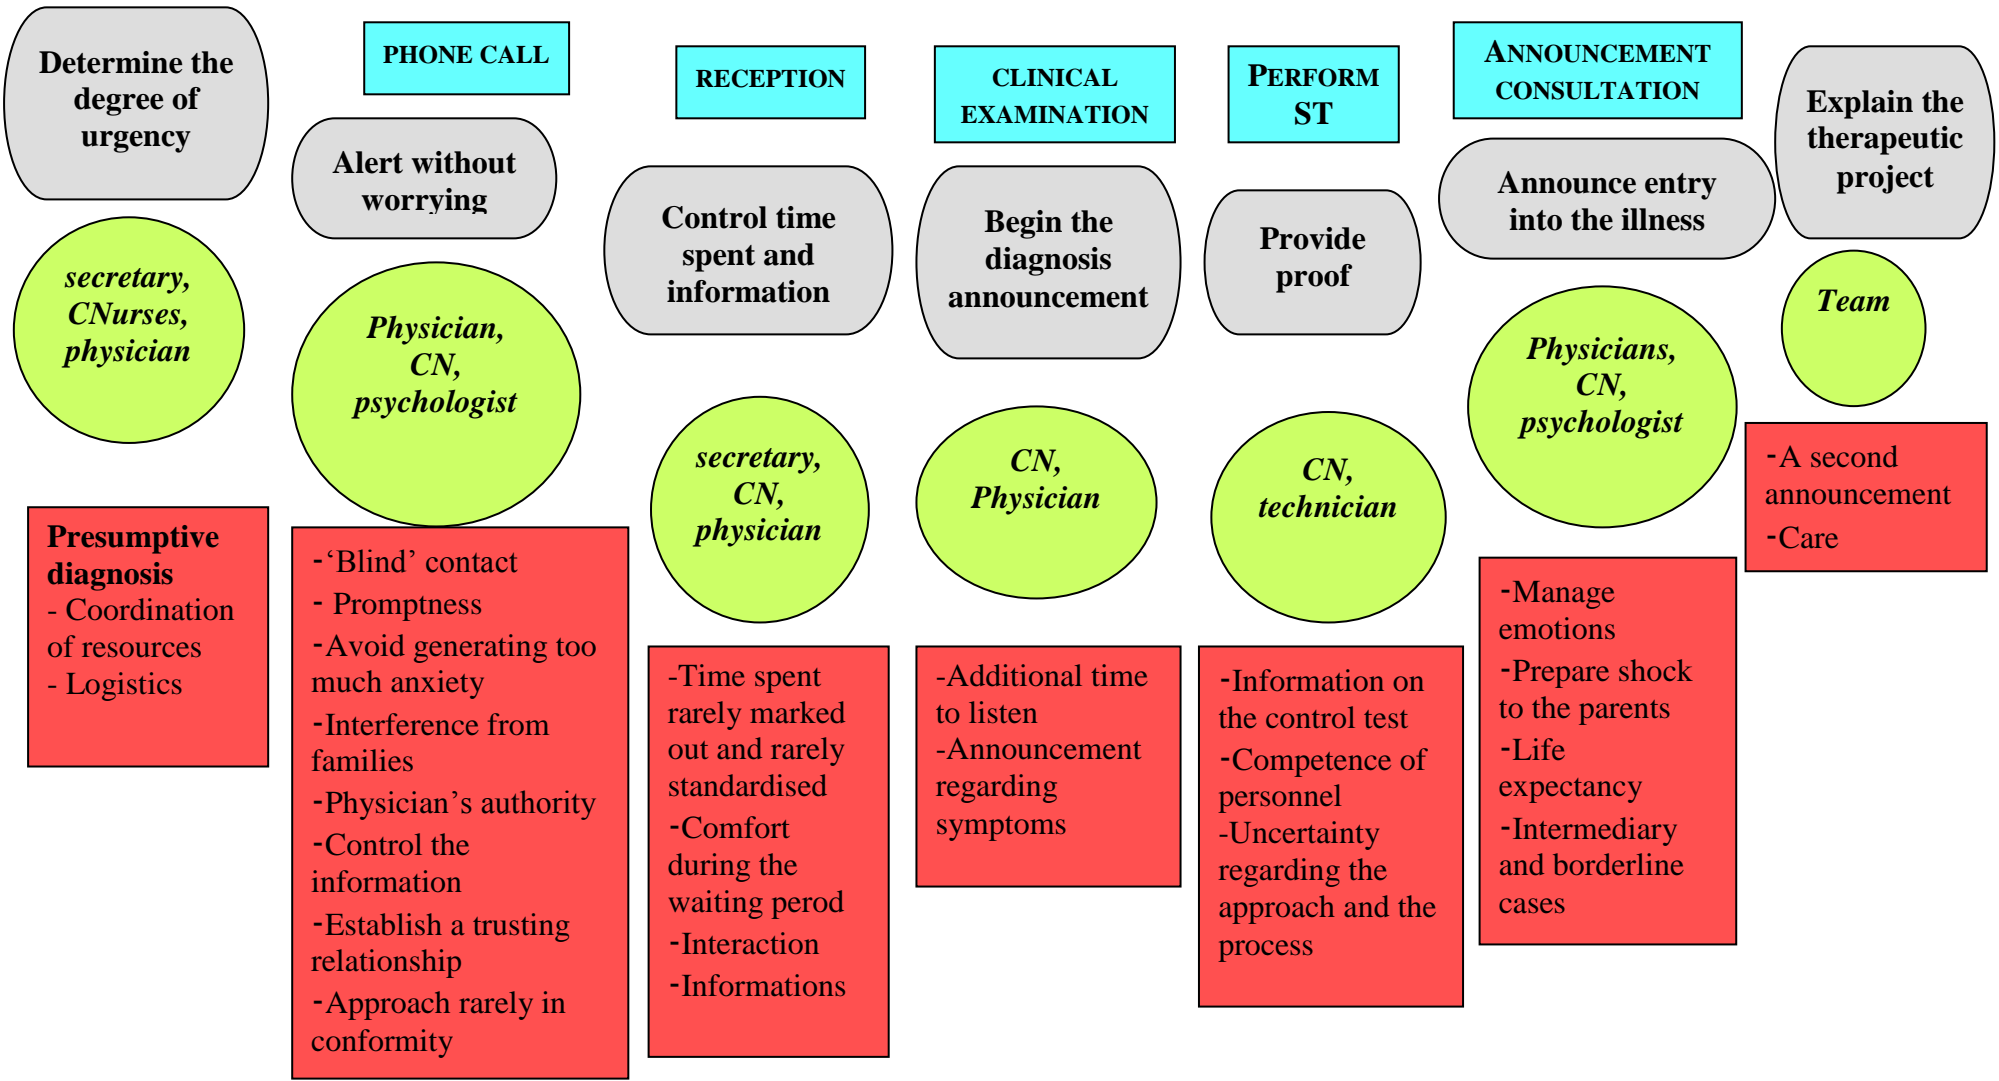 Determine the
degree of
urgency
secretary,
CNurses,
physician
Presumptive
diagnosis
- Coordination
of resources
- Logistics
PHONE CALL
Alert without
worrying
Physician,
CN,
psychologist
-‘Blind’ contact
- Promptness
-Avoid generating too
much anxiety
-Interference from
families
-Physician’s authority
-Control the
information
-Establish a trusting
relationship
-Approach rarely in
conformity
RECEPTION
Control time
spent and
information
secretary,
CN,
physician
-Time spent
rarely marked
out and rarely
standardised
-Comfort
during the
waiting perod
-Interaction
-Informations
CLINICAL
EXAMINATION
Begin the
diagnosis
announcement
CN,
Physician
-Additional time
to listen
-Announcement
regarding
symptoms
PERFORM
ST
Provide
proof
CN,
technician
-Information on
the control test
-Competence of
personnel
-Uncertainty
regarding the
approach and the
process
ANNOUNCEMENT
CONSULTATION
Announce entry
into the illness
Physicians,
CN,
psychologist
-Manage
emotions
-Prepare shock
to the parents
-Life
expectancy
-Intermediary
and borderline
cases
Explain the
therapeutic
project
Team
-A second
announcement
-Care